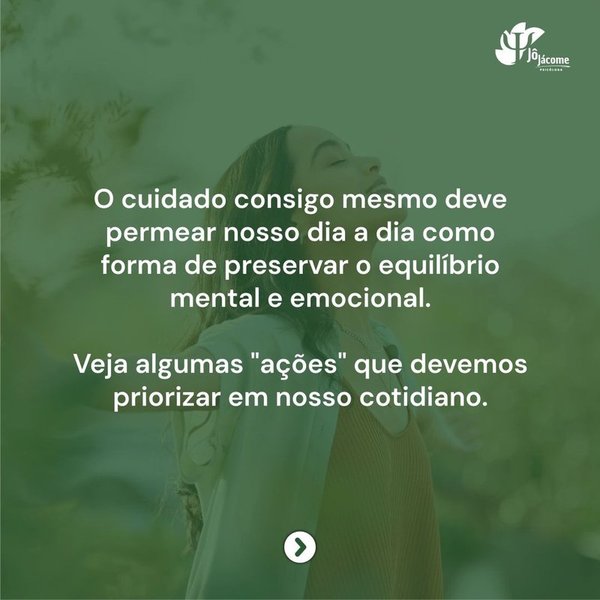 Jô Jácome
PSICÓLOGA
O cuidado consigo mesmo deve
permear nosso dia a dia como
forma de preservar o equilíbrio
mental e emocional.
Veja algumas "ações" que devemos
priorizar em nosso cotidiano.